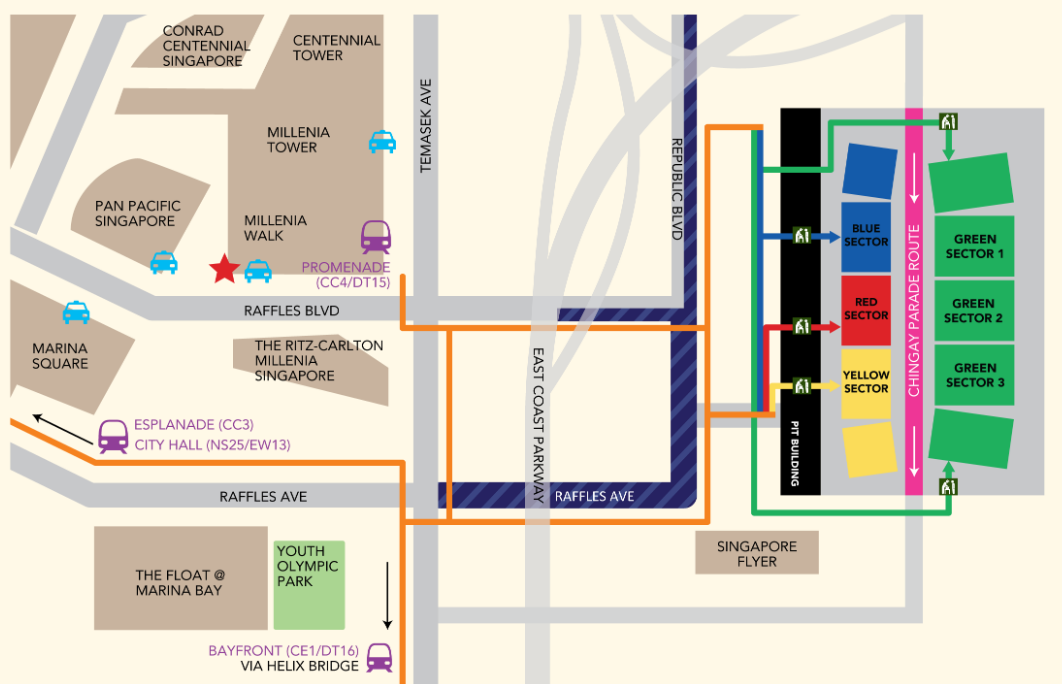 CONRAD
CENTENNIAL
SINGAPORE
CENTENNIAL
TOWER
TEMASEK AVE
REPUBLIC BLVD
MILLENIA
TOWER
PAN PACIFIC
SINGAPORE
MILLENIA
WALK
PROMENADE
(CC4/DT15)
RAFFLES BLVD
MARINA
SQUARE
THE RITZ-CARLTON
MILLENIA
SINGAPORE
EAST COAST PARKWAY
ESPLANADE (CC3)
CITY HALL (NS25/EW13)
RAFFLES AVE
RAFFLES AVE
THE FLOAT @
MARINA BAY
YOUTH
OLYMPIC
PARK
BAYFRONT (CE1/DT16)
VIA HELIX BRIDGE
SINGAPORE
FLYER
PIT BUILDING
BLUE
SECTOR
RED
SECTOR
YELLOW
SECTOR
CHINGAY PARADE ROUTE
GREEN
SECTOR 1
GREEN
SECTOR 2
GREEN
SECTOR 3